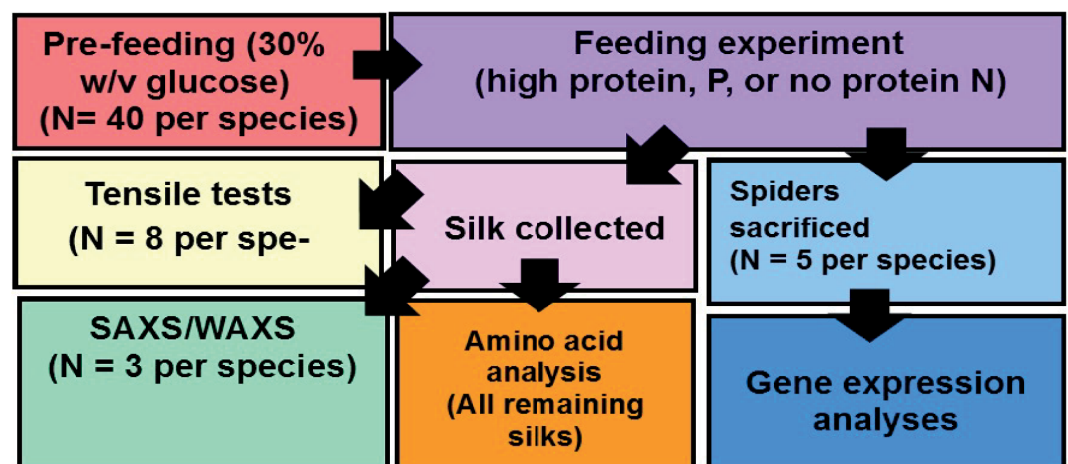 Pre-feeding (30%
w/v glucose)
(N= 40 per species)
Feeding experiment
(high protein, P, or no protein N)
Tensile tests
(N = 8 per spe-
Silk collected
Spiders
sacrificed
(N = 5 per species)
SAXS/WAXS
(N = 3 per species)
Amino acid
analysis
(All remaining
silks)
Gene expression
analyses